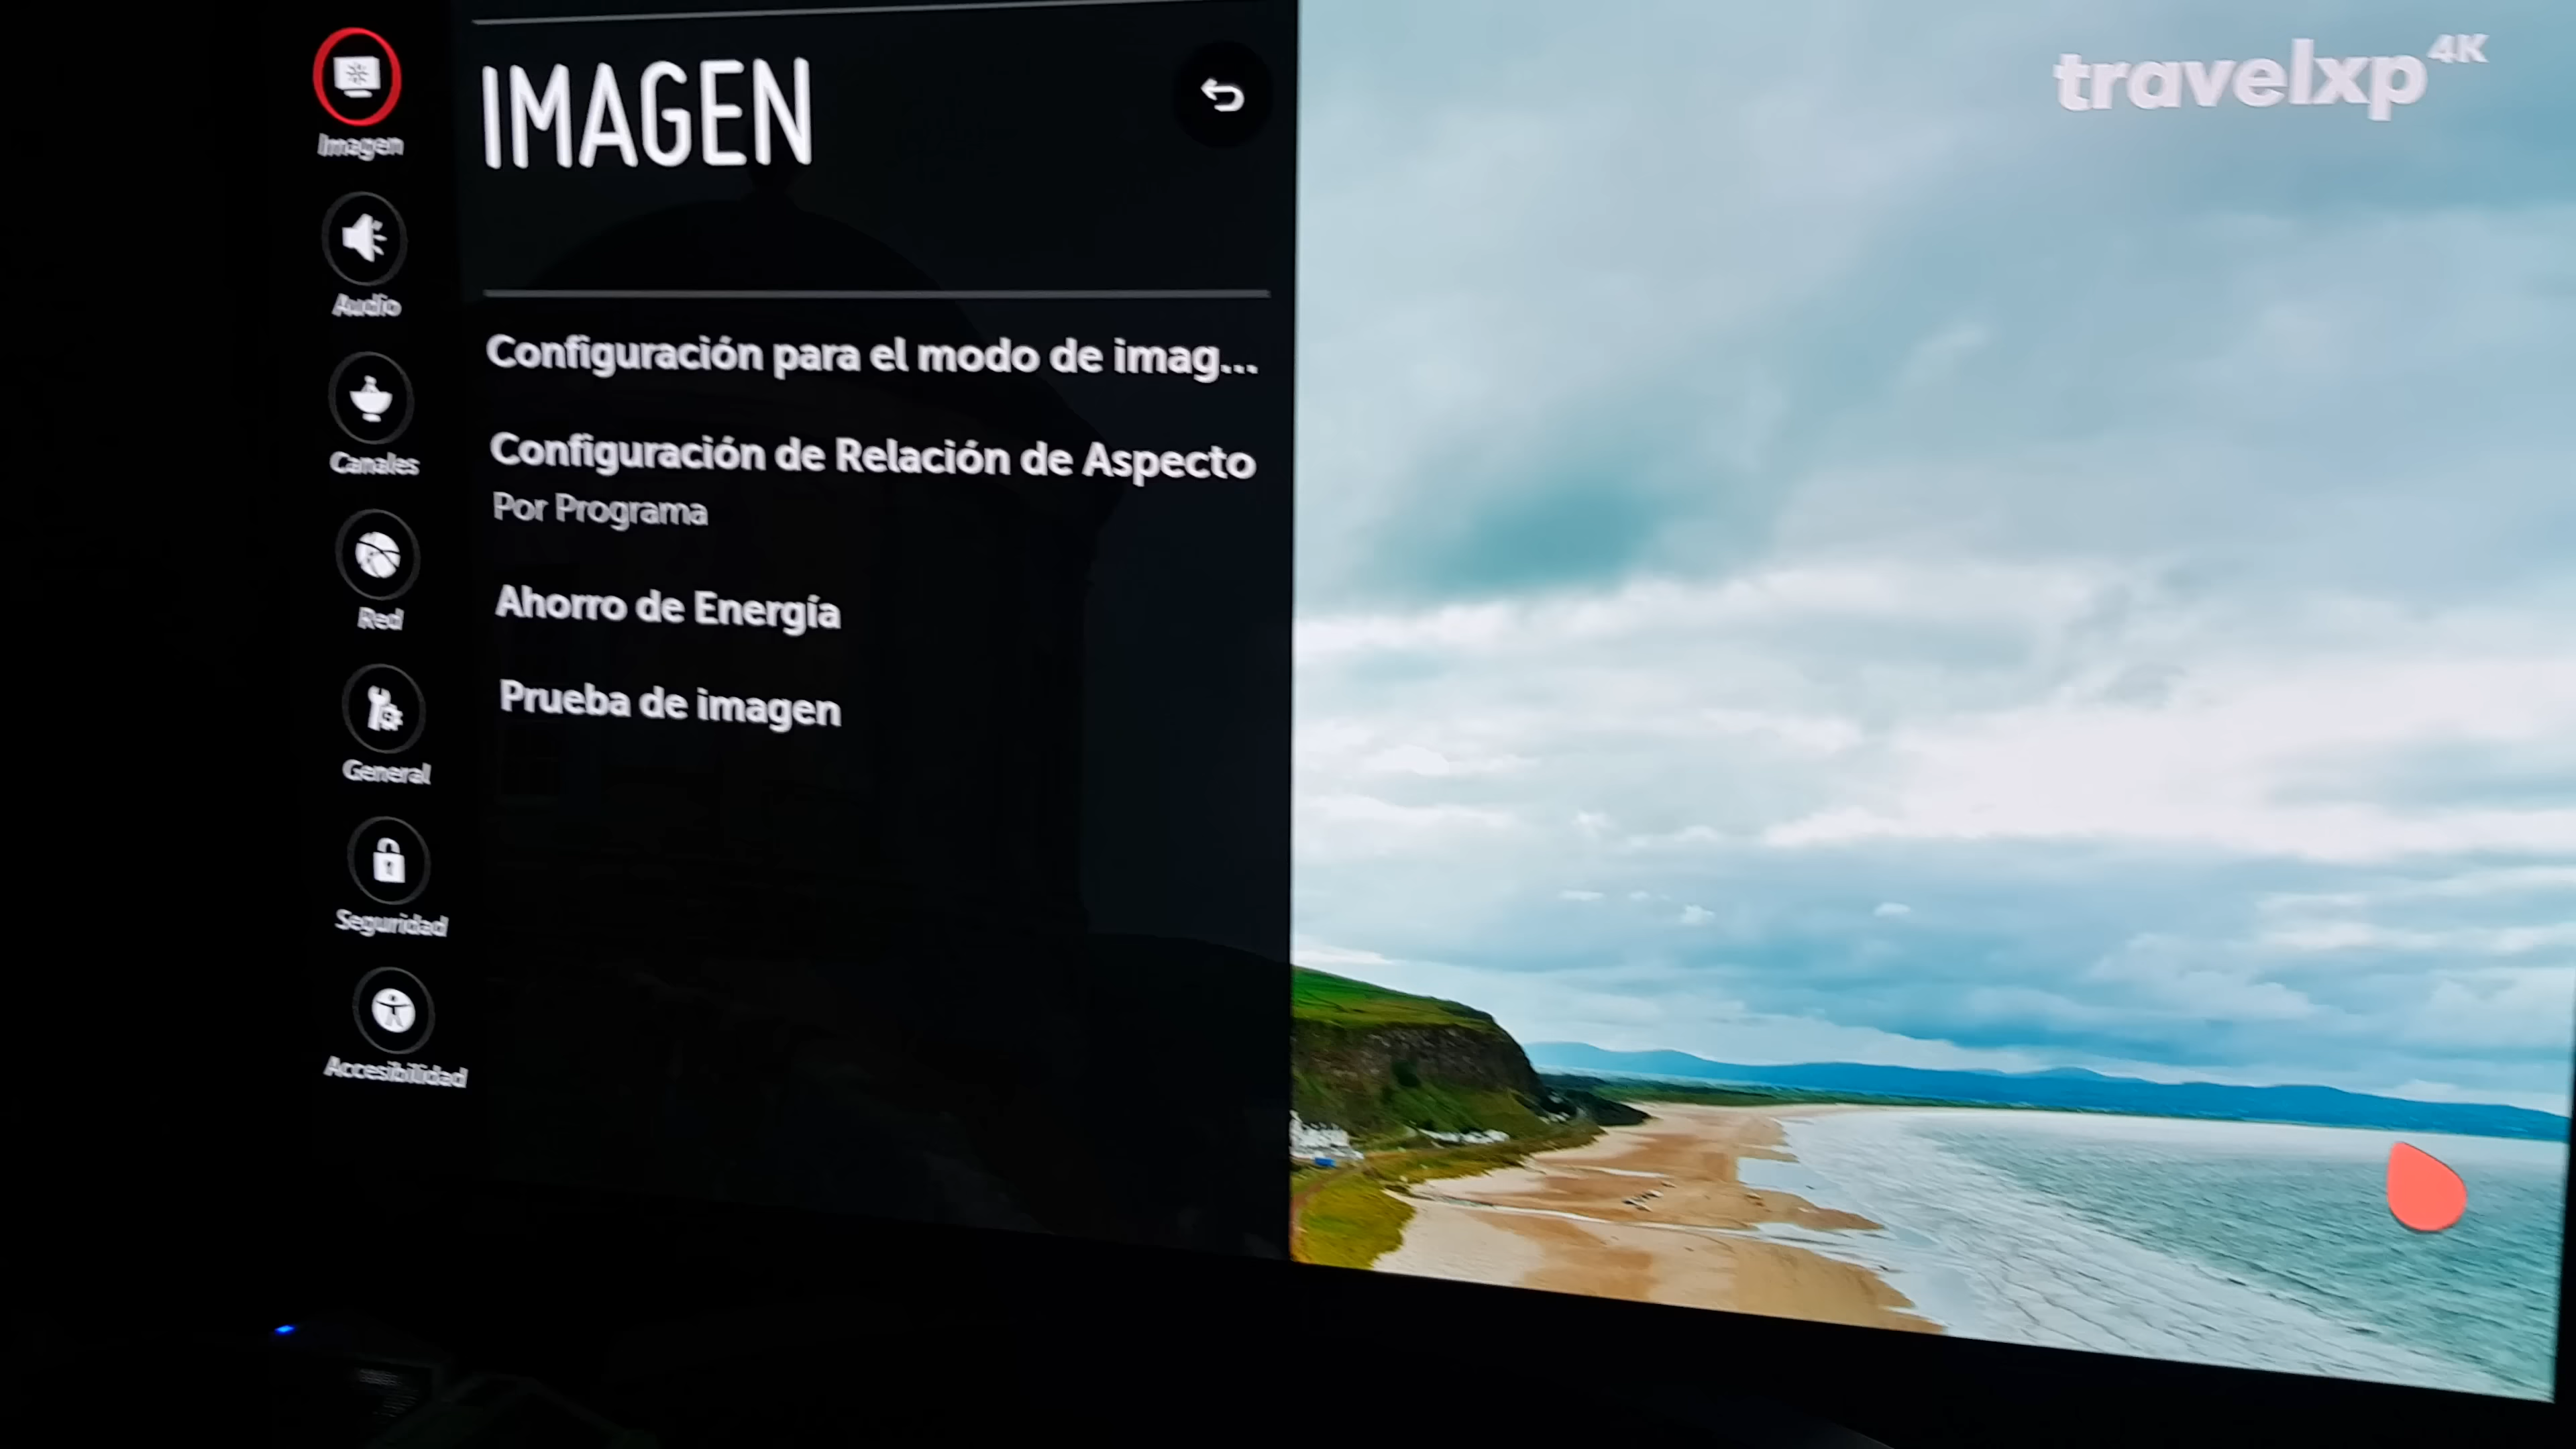 Imagen
Audio
Canales
Red
General
Seguridad
Accesibilidad
IMAGEN
Configuración para el modo de imag...
Configuración de Relación de Aspecto
Por Programa
Ahorro de Energía
Prueba de imagen
travelxp 4K